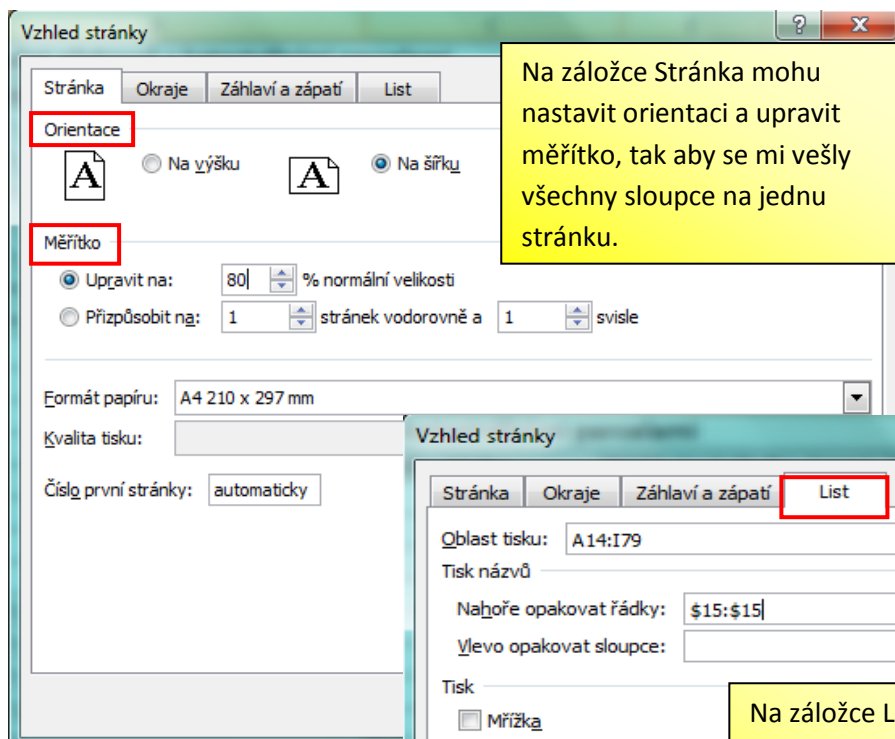 Vzhled stránky
Stránka Okraje Záhlaví a zápatí List
Na záložce Stránka mohu
nastavit orientaci a upravit
měřítko, tak aby se mi vešly
všechny sloupce na jednu
stránku.
Orientace
A Na výšku A Na šířku
Měřítko
Upravit na: 80 % normální velikosti
Přizpůsobit na: 1 stránek vodorovně a 1 svisle
Formát papíru: A4 210 x 297 mm
Kvalita tisku:
Číslo první stránky: automaticky
Vzhled stránky
Stránka Okraje Záhlaví a zápatí List
Oblast tisku: A14:I79
Tisk názvů
Nahoře opakovat řádky: $15:$15
Vlevo opakovat sloupce:
Tisk
Mřížka
Na záložce L